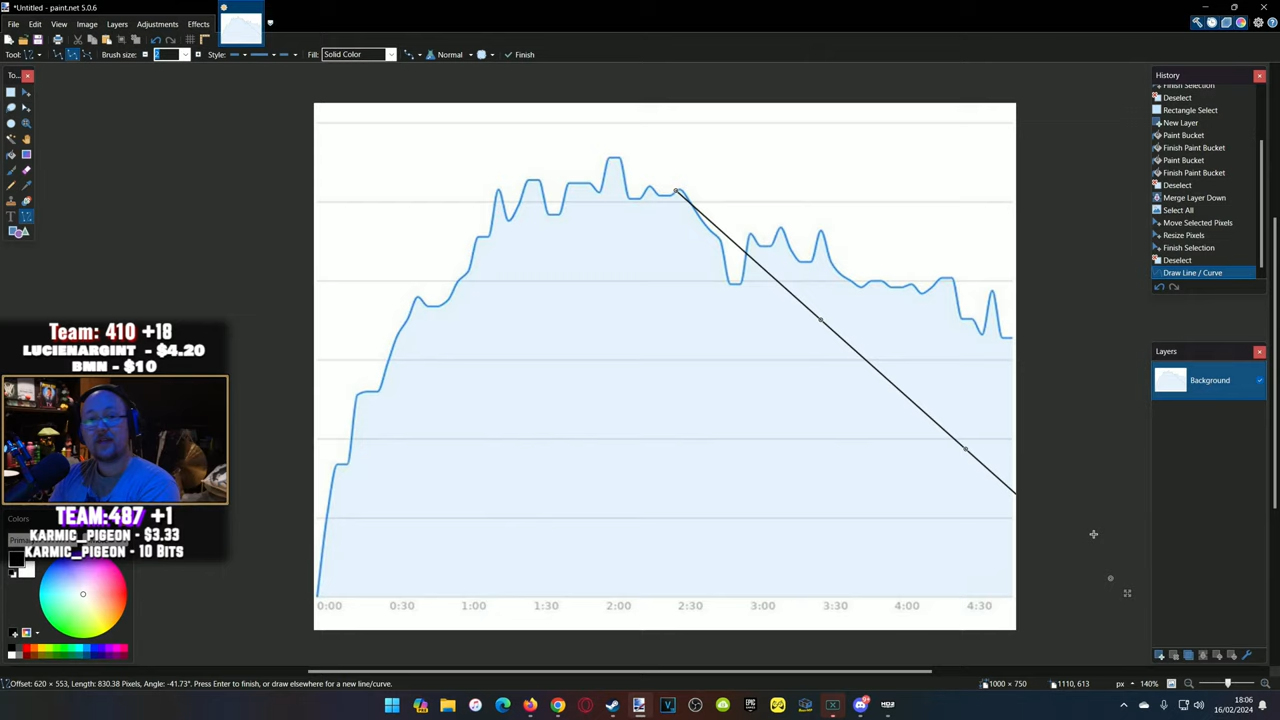 *Untitled - paint.net 5.0.6
File Edit View Image Layers Adjustments Effects
Tool: Brush size: 2 Style: Fill: Solid Color Normal Finish
To...
History
Finish Selection
Deselect
Rectangle Select
New Layer
Paint Bucket
Finish Paint Bucket
Paint Bucket
Finish Paint Bucket
Deselect
Merge Layer Down
Select All
Move Selected Pixels
Resize Pixels
Finish Selection
Deselect
Draw Line / Curve
Layers
Background
Team: 410 +18
LUCIENARGINT - $4.20
BMN - $10
TEAM:487 +1
KARMIC_PIGEON - $3.33
KARMIC_PIGEON - 10 Bits
Colors
0:00 0:30 1:00 1:30 2:00 2:30 3:00 3:30 4:00 4:30
Offset: 620 x 553, Length: 830.38 Pixels, Angle: -41.73°. Press Enter to finish, or draw elsewhere for a new line/curve.
1000 × 750 1110, 613 px 140%
18:06
16/02/2024